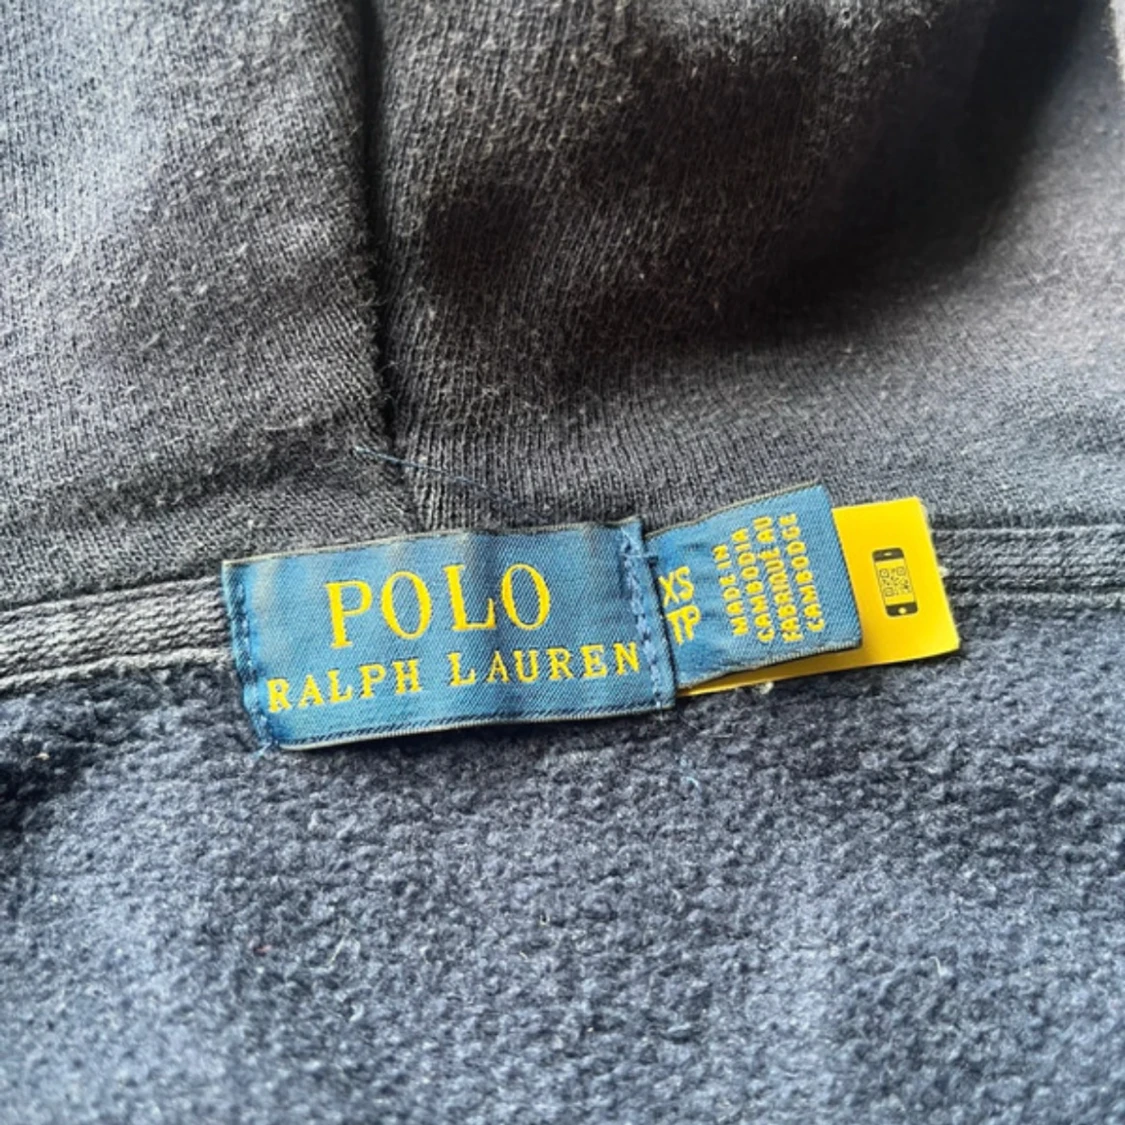 POLO
RALPH LAUREN
XS
TP
MADE IN
CAMBODIA
FABRIQUÉ AU
CAMBODGE